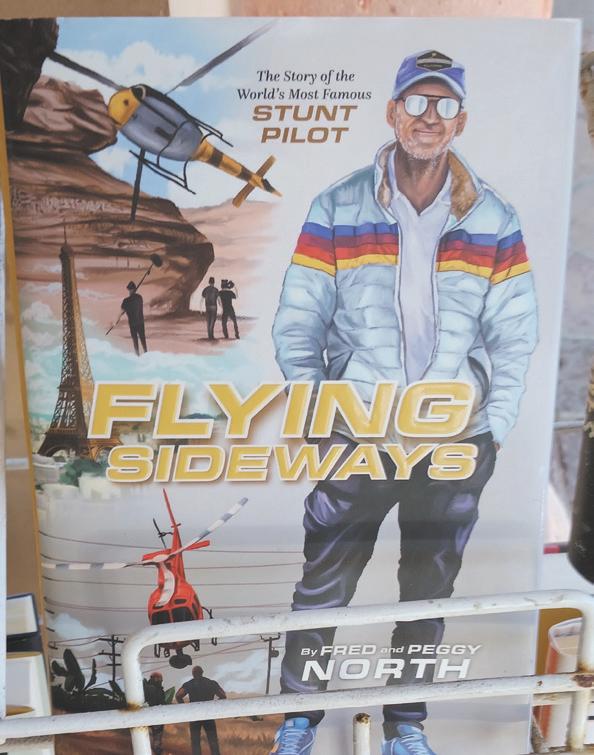 The Story of the
World's Most Famous
STUNT
PILOT
FLYING
SIDEWAYS
By FRED and PEGGY
NORTH